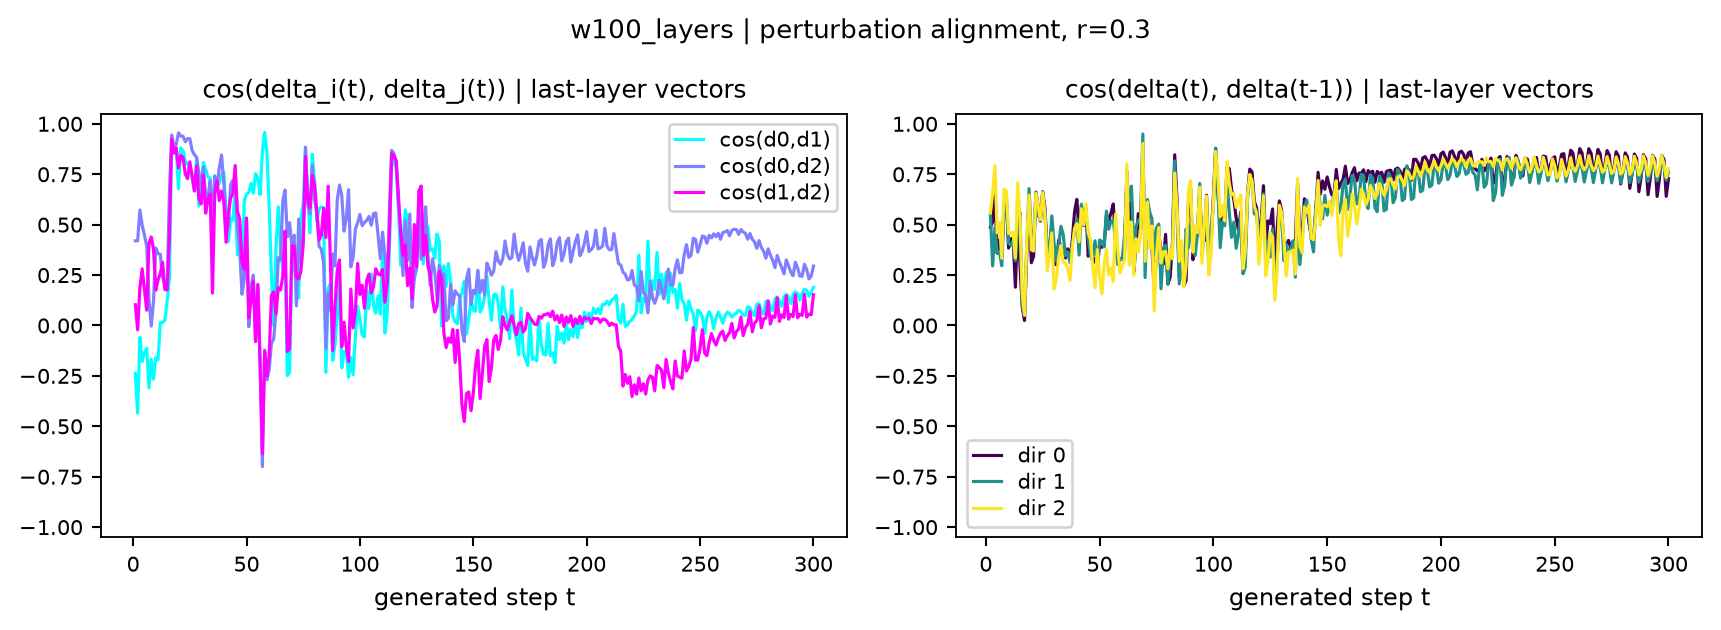 w100_layers | perturbation alignment, r=0.3
cos(delta_i(t), delta_j(t)) | last-layer vectors
1.00
0.75
0.50
0.25
0.00
−0.25
−0.50
−0.75
−1.00
0 50 100 150 200 250 300
generated step t
cos(d0,d1)
cos(d0,d2)
cos(d1,d2)
cos(delta(t), delta(t-1)) | last-layer vectors
1.00
0.75
0.50
0.25
0.00
−0.25
−0.50
−0.75
−1.00
0 50 100 150 200 250 300
generated step t
dir 0
dir 1
dir 2